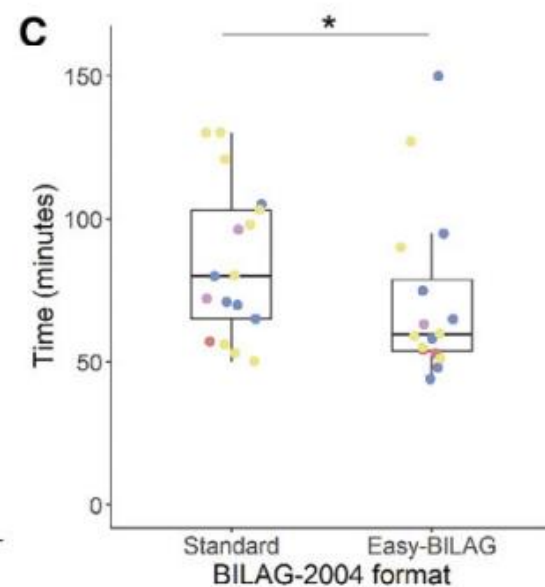 C
*
150
100
50
0
Time (minutes)
Standard Easy-BILAG
BILAG-2004 format